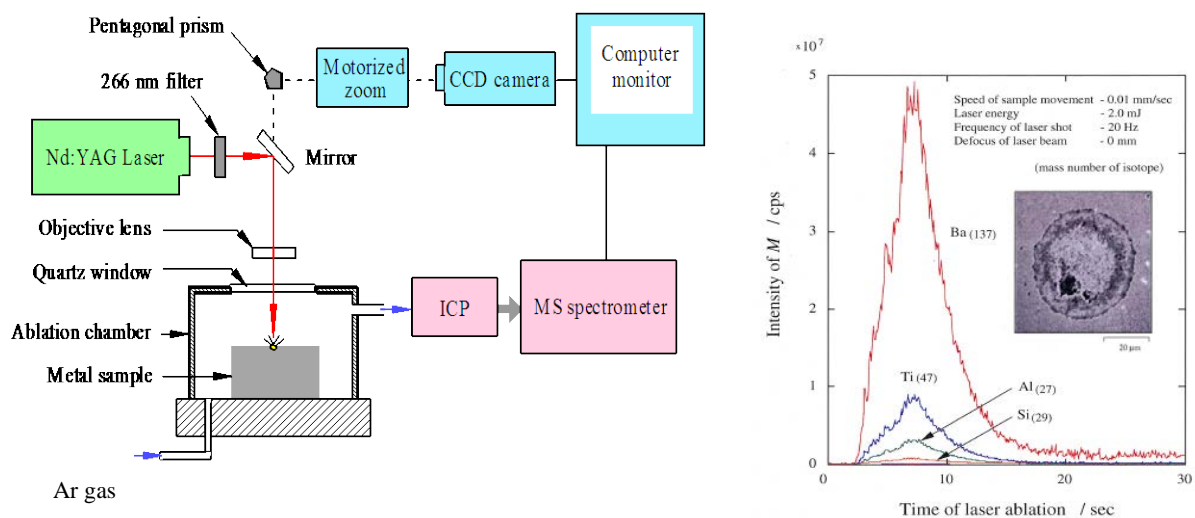 Pentagonal prism
266 nm filter
Motorized
zoom
CCD camera
Computer
monitor
Nd:YAG Laser
Mirror
Objective lens
Quartz window
Ablation chamber
Metal sample
ICP
MS spectrometer
Ar gas
x10⁷
5
4
3
2
1
0
Intensity of M / cps
Speed of sample movement - 0.01 mm/sec
Laser energy - 2.0 mJ
Frequency of laser shot - 20 Hz
Defocus of laser beam - 0 mm
(mass number of isotope)
Ba(137)
20 μm
Ti(47)
Al(27)
Si(29)
0 10 20 30
Time of laser ablation / sec